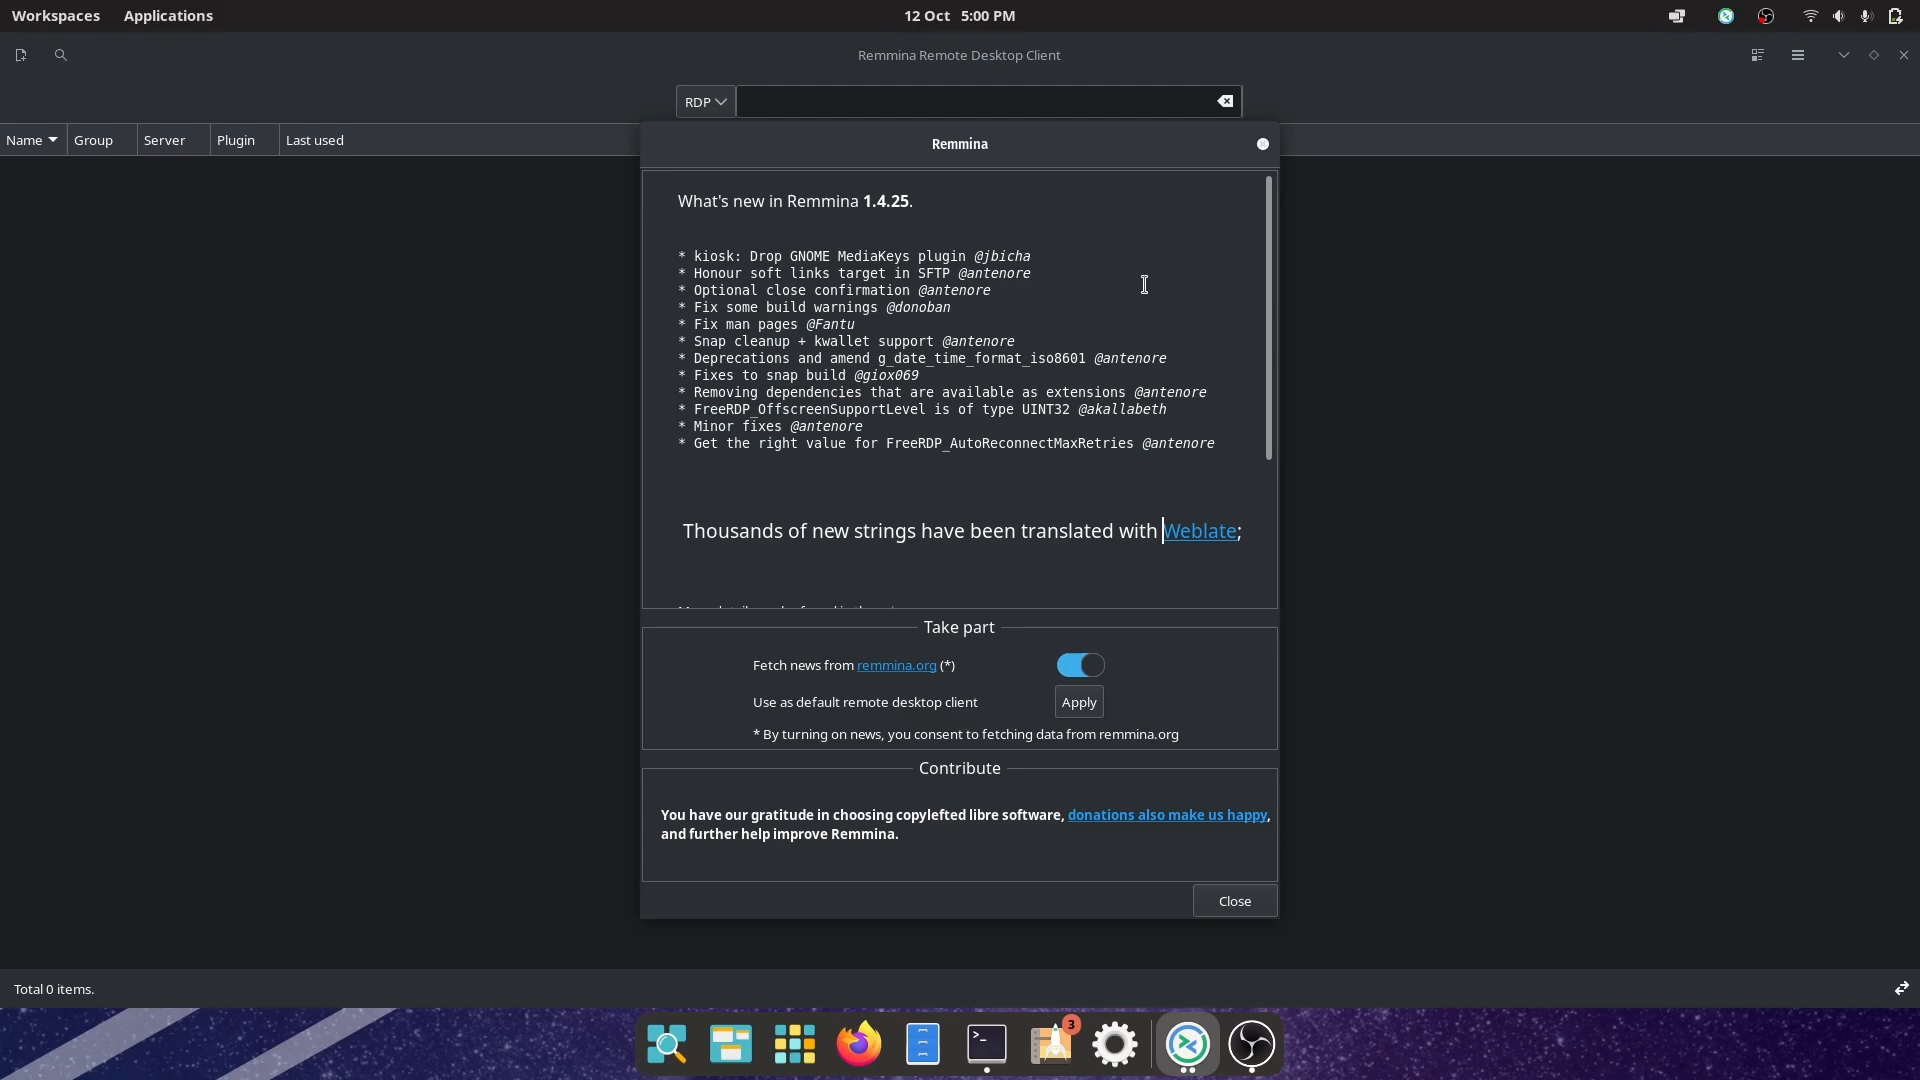 Workspaces Applications 12 Oct 5:00 PM
Remmina Remote Desktop Client
RDP
Name Group Server Plugin Last used
Remmina
What's new in Remmina 1.4.25.
* kiosk: Drop GNOME MediaKeys plugin @jbicha
* Honour soft links target in SFTP @antenore
* Optional close confirmation @antenore
* Fix some build warnings @donoban
* Fix man pages @Fantu
* Snap cleanup + kwallet support @antenore
* Deprecations and amend g_date_time_format_iso8601 @antenore
* Fixes to snap build @giox069
* Removing dependencies that are available as extensions @antenore
* FreeRDP_OffscreenSupportLevel is of type UINT32 @akallabeth
* Minor fixes @antenore
* Get the right value for FreeRDP_AutoReconnectMaxRetries @antenore
Thousands of new strings have been translated with Weblate;
Take part
Fetch news from remmina.org (*)
Use as default remote desktop client Apply
* By turning on news, you consent to fetching data from remmina.org
Contribute
You have our gratitude in choosing copylefted libre software, donations also make us happy,
and further help improve Remmina.
Close
Total 0 items.
3